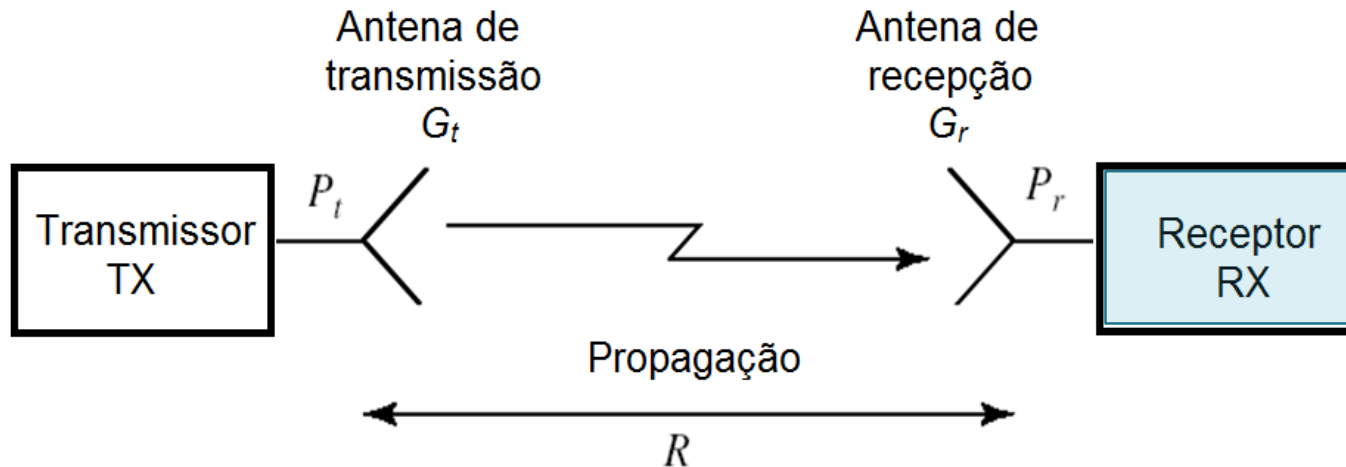 Antena de
transmissão
Gt
Antena de
recepção
Gr
Pt
Pr
Transmissor
TX
Receptor
RX
Propagação
R